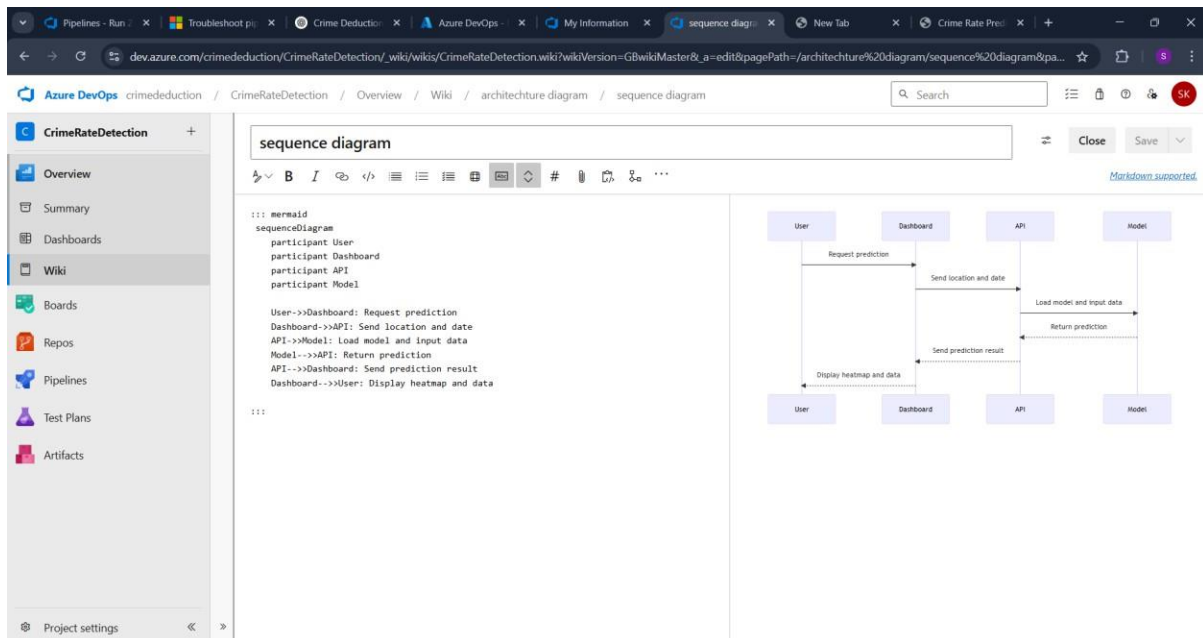 Pipelines - Run 2
Troubleshoot pip
Crime Deduction
Azure DevOps -
My Information
sequence diagra
New Tab
Crime Rate Pred
dev.azure.com/crimededuction/CrimeRateDetection/_wiki/wikis/CrimeRateDetection.wiki?wikiVersion=GBwikiMaster&_a=edit&pagePath=/architechture%20diagram/sequence%20diagram&pa...
S
Azure DevOps crimededuction / CrimeRateDetection / Overview / Wiki / architechture diagram / sequence diagram
Search
SK
C CrimeRateDetection +
sequence diagram
Close
Save
Overview
Markdown supported.
Summary
Dashboards
Wiki
Boards
Repos
Pipelines
Test Plans
Artifacts
Project settings
::: mermaid
sequenceDiagram
participant User
participant Dashboard
participant API
participant Model
User->>Dashboard: Request prediction
Dashboard->>API: Send location and date
API->>Model: Load model and input data
Model-->>API: Return prediction
API-->>Dashboard: Send prediction result
Dashboard-->>User: Display heatmap and data
:::
User Dashboard API Model
Request prediction
Send location and date
Load model and input data
Return prediction
Send prediction result
Display heatmap and data
User Dashboard API Model